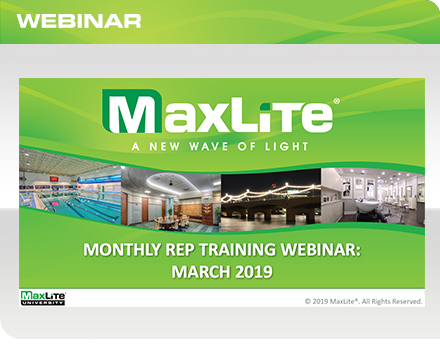 WEBINAR
MAXLITE®
A NEW WAVE OF LIGHT
MONTHLY REP TRAINING WEBINAR:
MARCH 2019
MAXLITE
UNIVERSITY
© 2019 MaxLite®. All Rights Reserved.